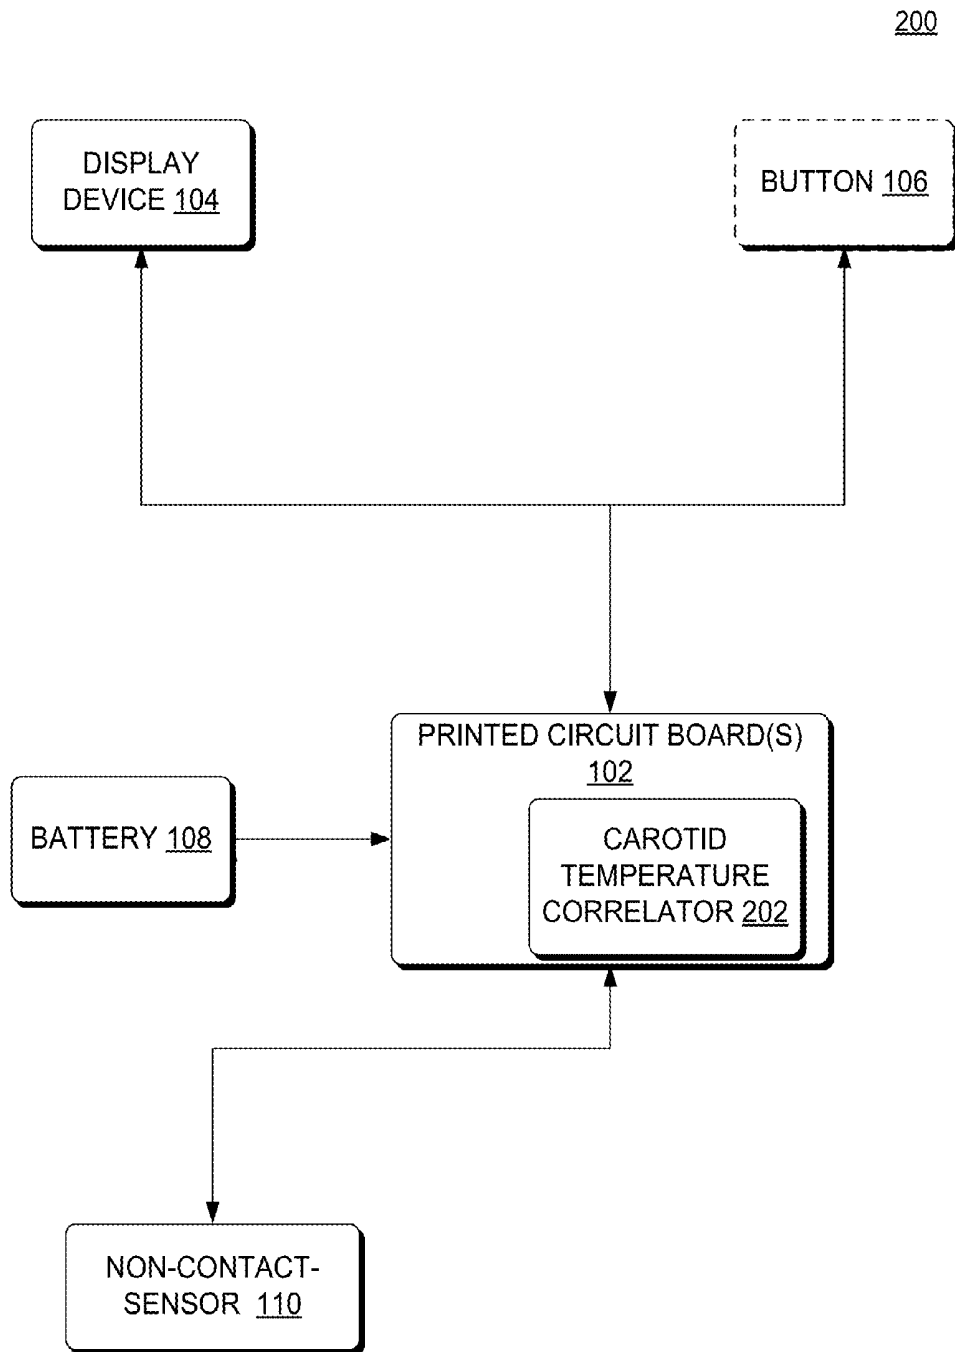 200
DISPLAY
DEVICE 104
BUTTON 106
PRINTED CIRCUIT BOARD(S)
102
BATTERY 108
CAROTID
TEMPERATURE
CORRELATOR 202
NON-CONTACT-
SENSOR 110